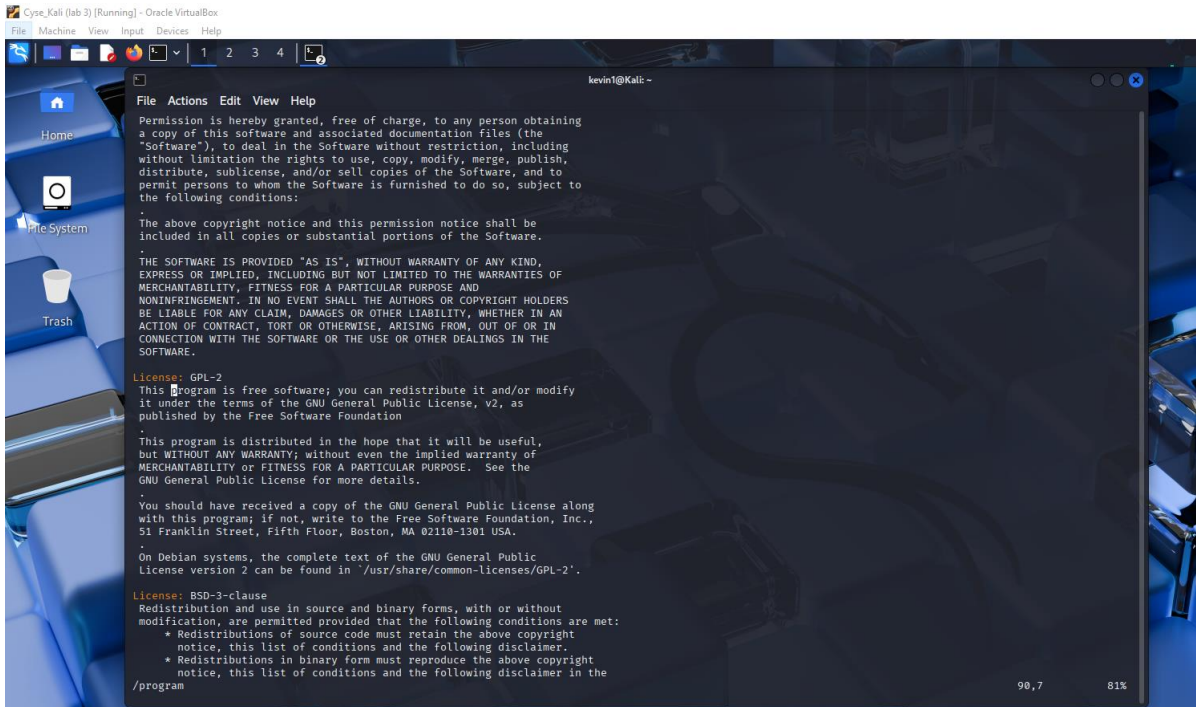 Cyse_Kali (lab 3) [Running] - Oracle VirtualBox
File Machine View Input Devices Help
1 2 3 4
2
kevin1@Kali: ~
File Actions Edit View Help
Home
File System
Trash
Permission is hereby granted, free of charge, to any person obtaining
a copy of this software and associated documentation files (the
"Software"), to deal in the Software without restriction, including
without limitation the rights to use, copy, modify, merge, publish,
distribute, sublicense, and/or sell copies of the Software, and to
permit persons to whom the Software is furnished to do so, subject to
the following conditions:
.
The above copyright notice and this permission notice shall be
included in all copies or substantial portions of the Software.
.
THE SOFTWARE IS PROVIDED "AS IS", WITHOUT WARRANTY OF ANY KIND,
EXPRESS OR IMPLIED, INCLUDING BUT NOT LIMITED TO THE WARRANTIES OF
MERCHANTABILITY, FITNESS FOR A PARTICULAR PURPOSE AND
NONINFRINGEMENT. IN NO EVENT SHALL THE AUTHORS OR COPYRIGHT HOLDERS
BE LIABLE FOR ANY CLAIM, DAMAGES OR OTHER LIABILITY, WHETHER IN AN
ACTION OF CONTRACT, TORT OR OTHERWISE, ARISING FROM, OUT OF OR IN
CONNECTION WITH THE SOFTWARE OR THE USE OR OTHER DEALINGS IN THE
SOFTWARE.
License: GPL-2
This program is free software; you can redistribute it and/or modify
it under the terms of the GNU General Public License, v2, as
published by the Free Software Foundation
.
This program is distributed in the hope that it will be useful,
but WITHOUT ANY WARRANTY; without even the implied warranty of
MERCHANTABILITY or FITNESS FOR A PARTICULAR PURPOSE.  See the
GNU General Public License for more details.
.
You should have received a copy of the GNU General Public License along
with this program; if not, write to the Free Software Foundation, Inc.,
51 Franklin Street, Fifth Floor, Boston, MA 02110-1301 USA.
.
On Debian systems, the complete text of the GNU General Public
License version 2 can be found in `/usr/share/common-licenses/GPL-2'.
License: BSD-3-clause
Redistribution and use in source and binary forms, with or without
modification, are permitted provided that the following conditions are met:
* Redistributions of source code must retain the above copyright
notice, this list of conditions and the following disclaimer.
* Redistributions in binary form must reproduce the above copyright
notice, this list of conditions and the following disclaimer in the
/program 90,7 81%